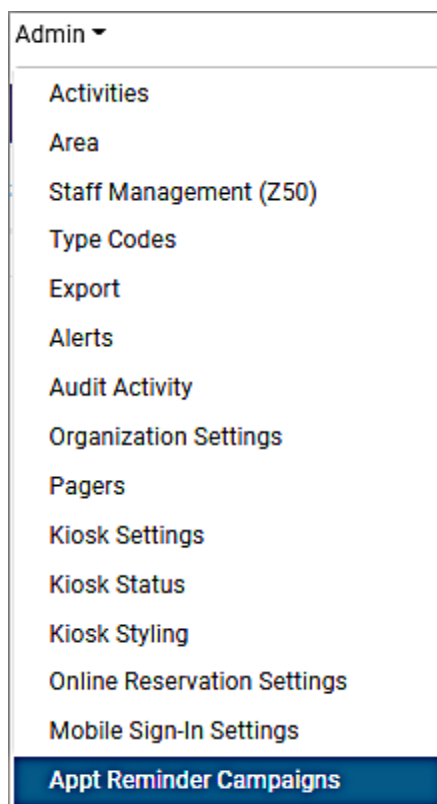 Admin
Activities
Area
Staff Management (Z50)
Type Codes
Export
Alerts
Audit Activity
Organization Settings
Pagers
Kiosk Settings
Kiosk Status
Kiosk Styling
Online Reservation Settings
Mobile Sign-In Settings
Appt Reminder Campaigns